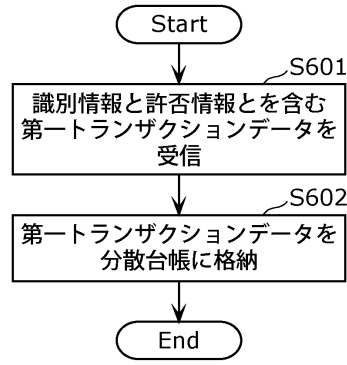 Start
S601
識別情報と許否情報とを含む
第一トランザクションデータを
受信
S602
第一トランザクションデータを
分散台帳に格納
End